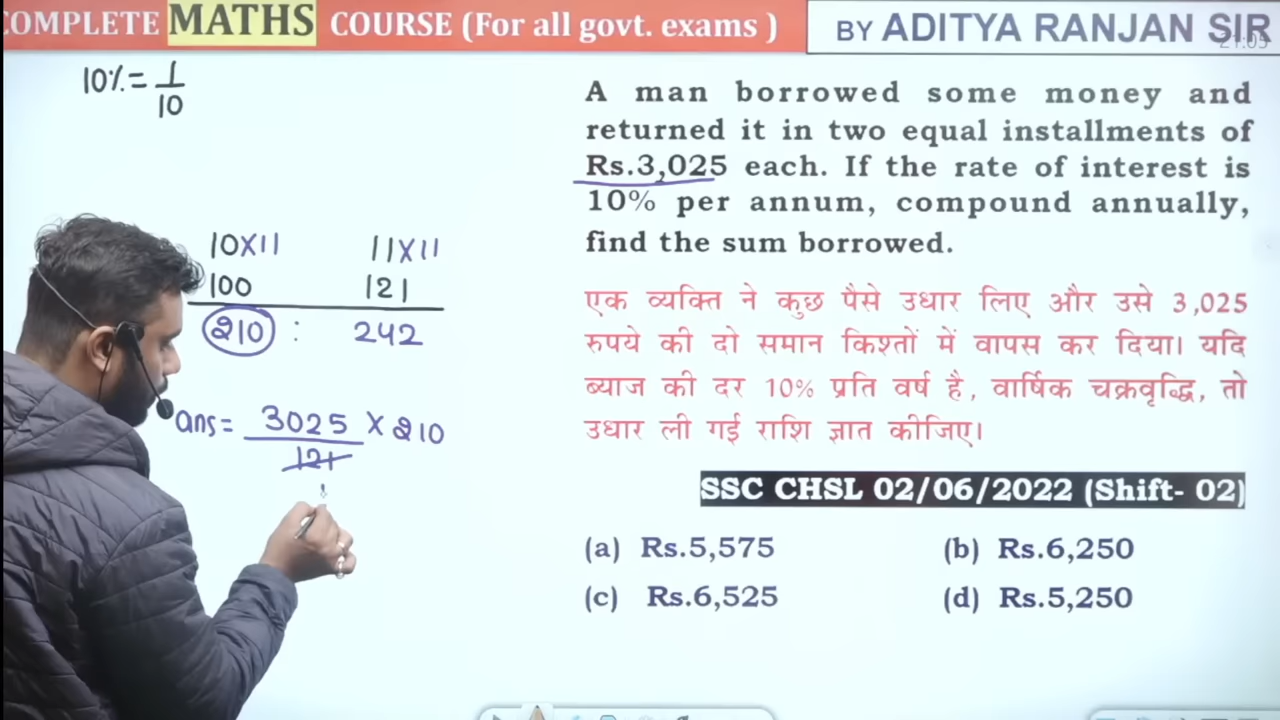 COMPLETE MATHS COURSE (For all govt. exams )
BY ADITYA RANJAN SIR
21:05
10%= 1/10
A man borrowed some money and
returned it in two equal installments of
Rs.3,025 each. If the rate of interest is
10% per annum, compound annually,
find the sum borrowed.
10×11 11×11
100 121
210 : 242
ans= 3025/121 × 210
एक व्यक्ति ने कुछ पैसे उधार लिए और उसे 3,025
रुपये की दो समान किश्तों में वापस कर दिया। यदि
ब्याज की दर 10% प्रति वर्ष है, वार्षिक चक्रवृद्धि, तो
उधार ली गई राशि ज्ञात कीजिए।
SSC CHSL 02/06/2022 (Shift- 02)
(a) Rs.5,575 (b) Rs.6,250
(c) Rs.6,525 (d) Rs.5,250